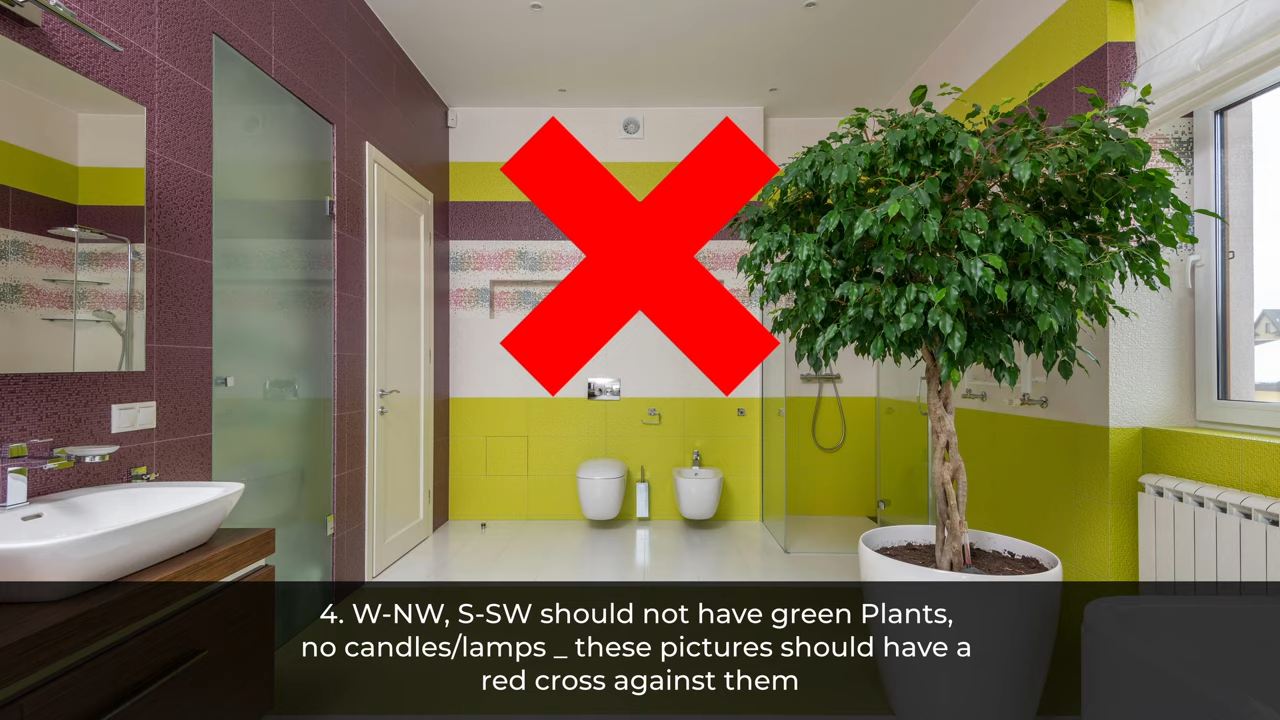 4. W-NW, S-SW should not have green Plants,
no candles/lamps _ these pictures should have a
red cross against them